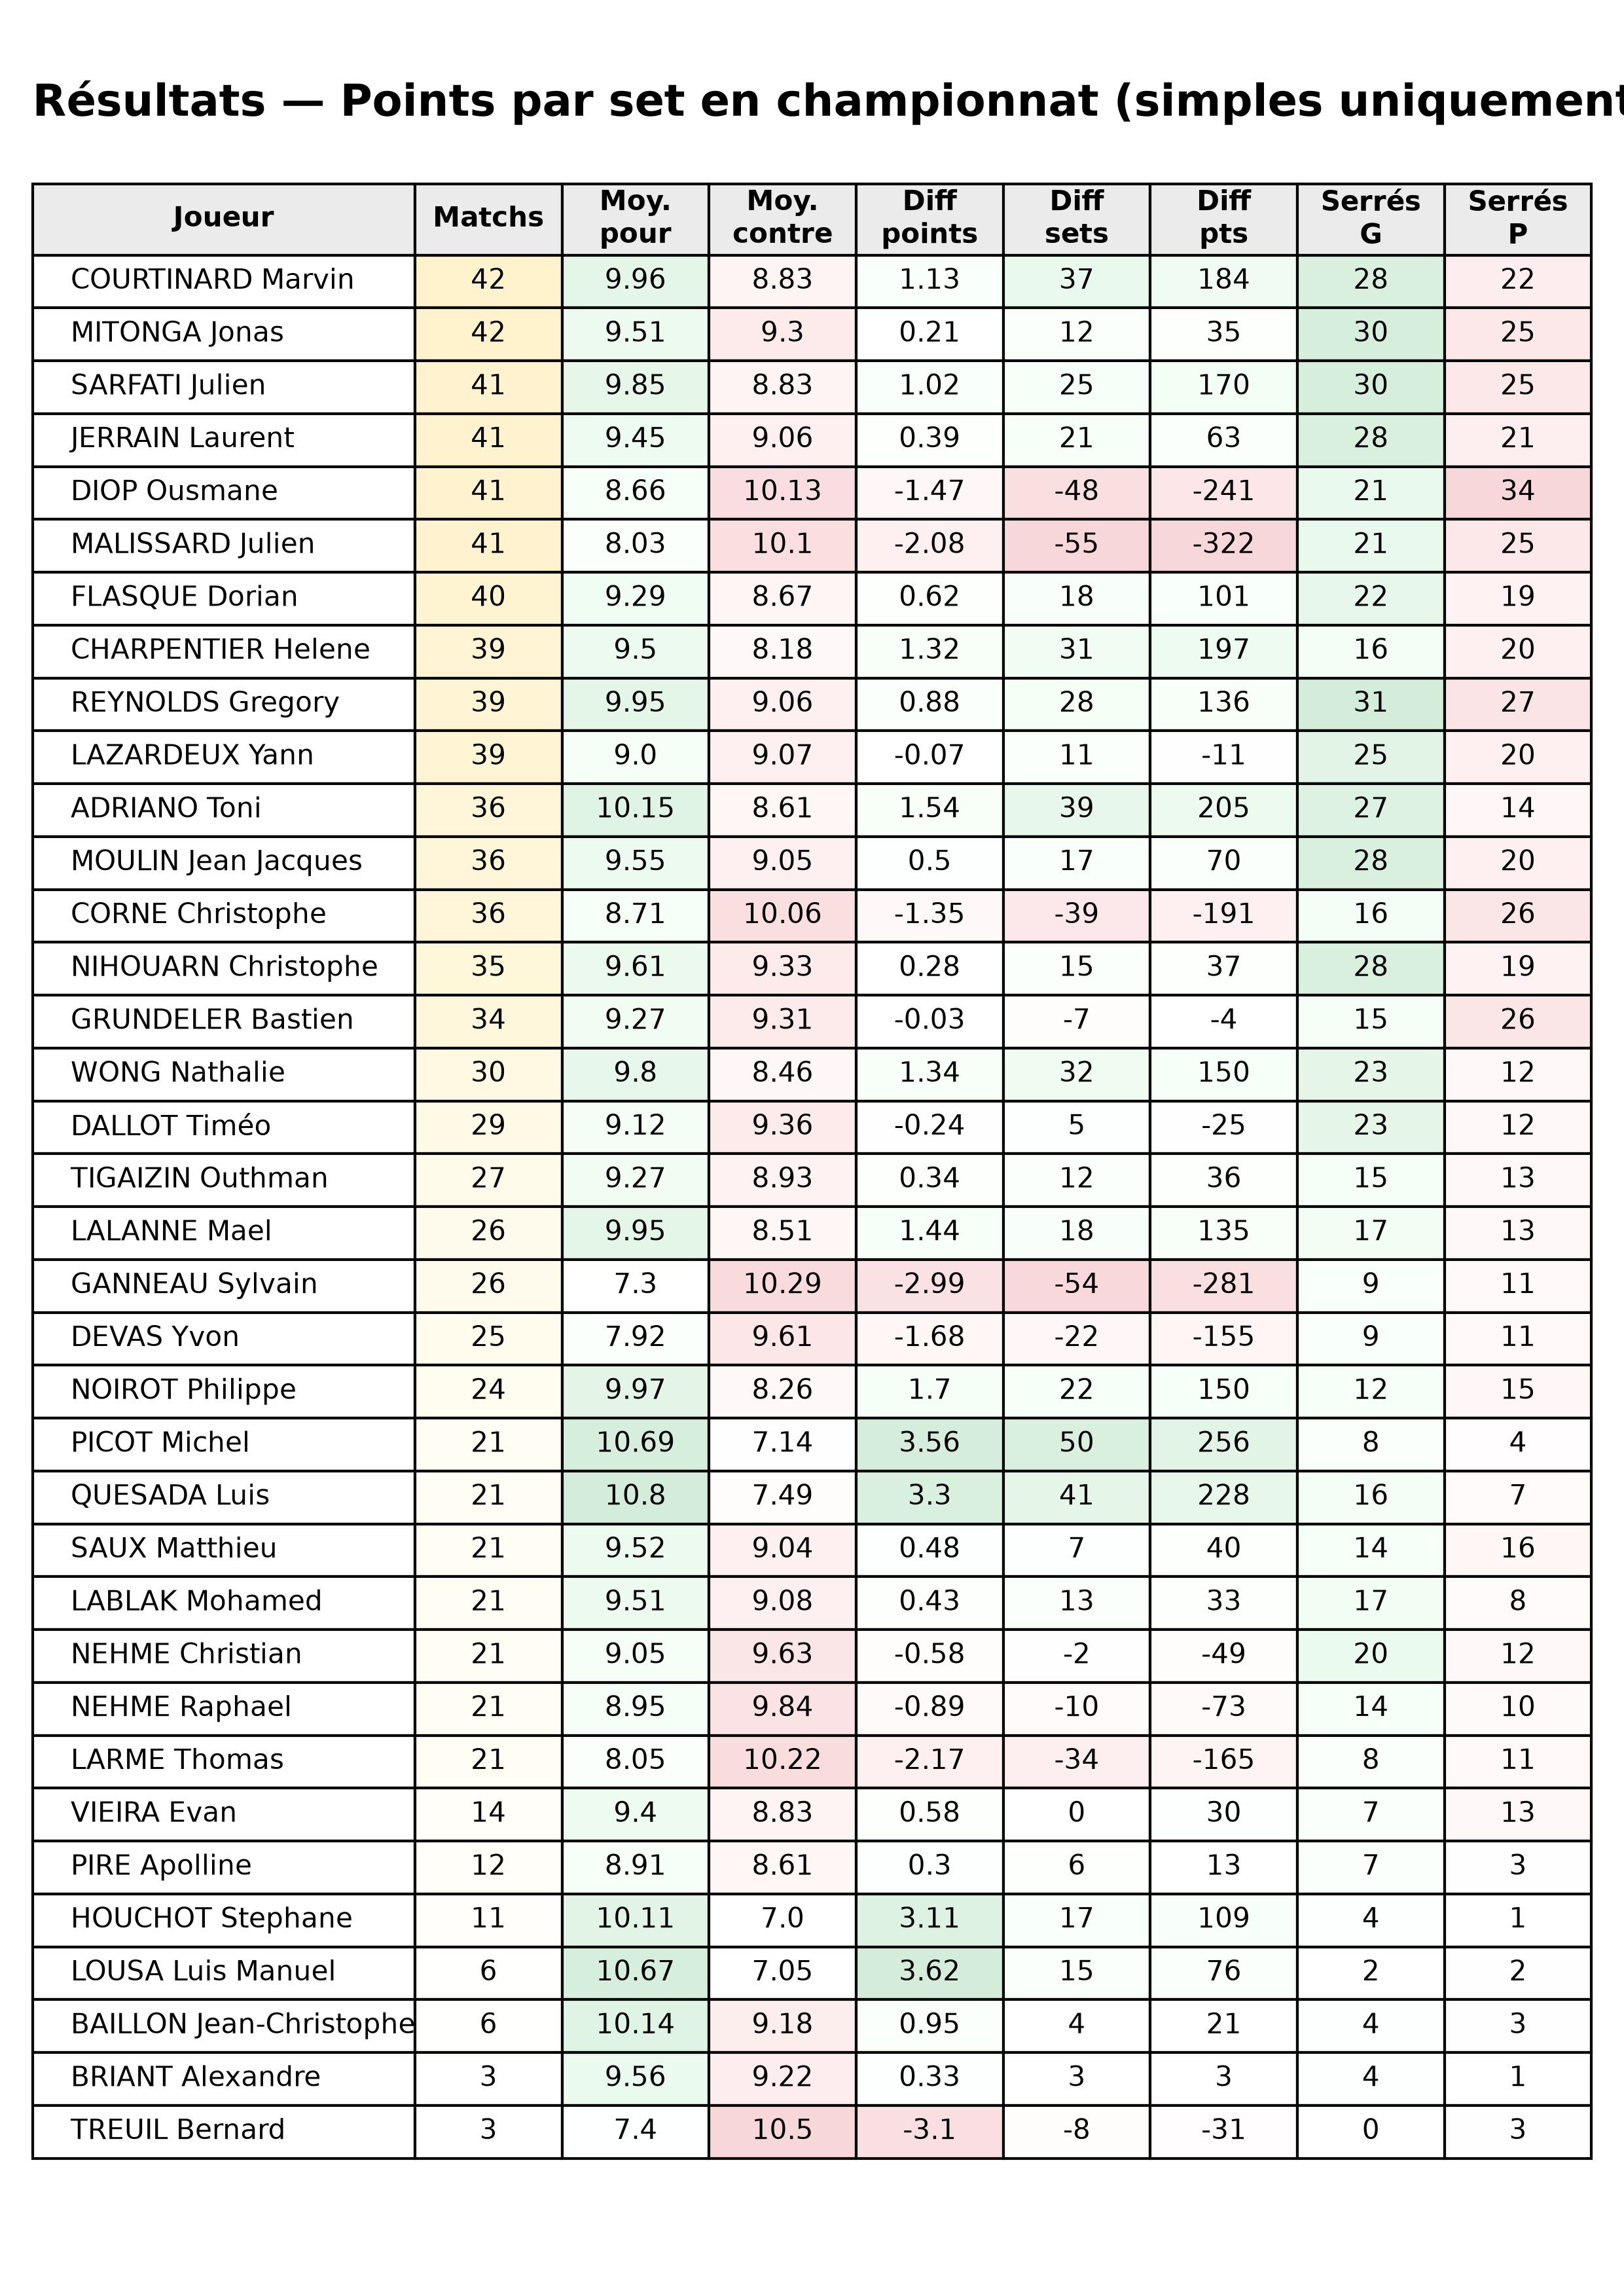 Résultats — Points par set en championnat (simples uniquement
Joueur Matchs Moy. pour Moy. contre Diff points Diff sets Diff pts Serrés G Serrés P
COURTINARD Marvin 42 9.96 8.83 1.13 37 184 28 22
MITONGA Jonas 42 9.51 9.3 0.21 12 35 30 25
SARFATI Julien 41 9.85 8.83 1.02 25 170 30 25
JERRAIN Laurent 41 9.45 9.06 0.39 21 63 28 21
DIOP Ousmane 41 8.66 10.13 -1.47 -48 -241 21 34
MALISSARD Julien 41 8.03 10.1 -2.08 -55 -322 21 25
FLASQUE Dorian 40 9.29 8.67 0.62 18 101 22 19
CHARPENTIER Helene 39 9.5 8.18 1.32 31 197 16 20
REYNOLDS Gregory 39 9.95 9.06 0.88 28 136 31 27
LAZARDEUX Yann 39 9.0 9.07 -0.07 11 -11 25 20
ADRIANO Toni 36 10.15 8.61 1.54 39 205 27 14
MOULIN Jean Jacques 36 9.55 9.05 0.5 17 70 28 20
CORNE Christophe 36 8.71 10.06 -1.35 -39 -191 16 26
NIHOUARN Christophe 35 9.61 9.33 0.28 15 37 28 19
GRUNDELER Bastien 34 9.27 9.31 -0.03 -7 -4 15 26
WONG Nathalie 30 9.8 8.46 1.34 32 150 23 12
DALLOT Timéo 29 9.12 9.36 -0.24 5 -25 23 12
TIGAIZIN Outhman 27 9.27 8.93 0.34 12 36 15 13
LALANNE Mael 26 9.95 8.51 1.44 18 135 17 13
GANNEAU Sylvain 26 7.3 10.29 -2.99 -54 -281 9 11
DEVAS Yvon 25 7.92 9.61 -1.68 -22 -155 9 11
NOIROT Philippe 24 9.97 8.26 1.7 22 150 12 15
PICOT Michel 21 10.69 7.14 3.56 50 256 8 4
QUESADA Luis 21 10.8 7.49 3.3 41 228 16 7
SAUX Matthieu 21 9.52 9.04 0.48 7 40 14 16
LABLAK Mohamed 21 9.51 9.08 0.43 13 33 17 8
NEHME Christian 21 9.05 9.63 -0.58 -2 -49 20 12
NEHME Raphael 21 8.95 9.84 -0.89 -10 -73 14 10
LARME Thomas 21 8.05 10.22 -2.17 -34 -165 8 11
VIEIRA Evan 14 9.4 8.83 0.58 0 30 7 13
PIRE Apolline 12 8.91 8.61 0.3 6 13 7 3
HOUCHOT Stephane 11 10.11 7.0 3.11 17 109 4 1
LOUSA Luis Manuel 6 10.67 7.05 3.62 15 76 2 2
BAILLON Jean-Christophe 6 10.14 9.18 0.95 4 21 4 3
BRIANT Alexandre 3 9.56 9.22 0.33 3 3 4 1
TREUIL Bernard 3 7.4 10.5 -3.1 -8 -31 0 3